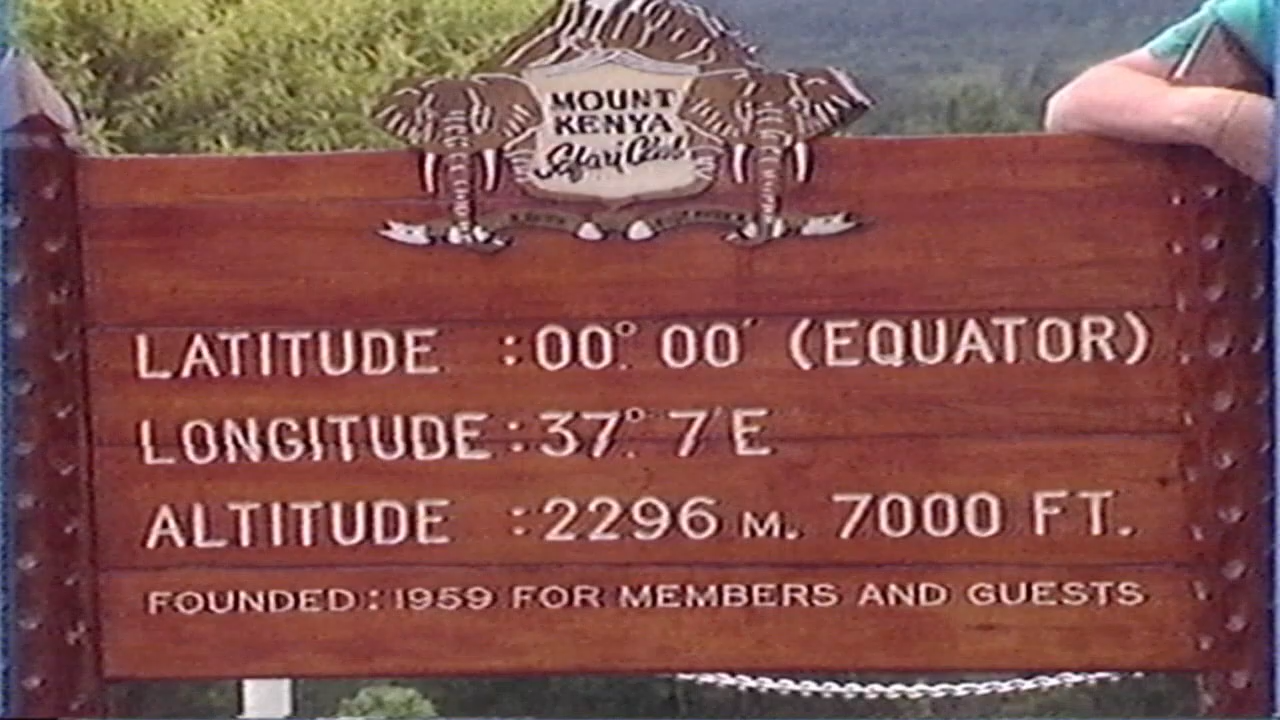 MOUNT
KENYA
Safari Club
LATITUDE :00° 00′ (EQUATOR)
LONGITUDE :37° 7′E
ALTITUDE :2296 M. 7000 FT.
FOUNDED: 1959 FOR MEMBERS AND GUESTS